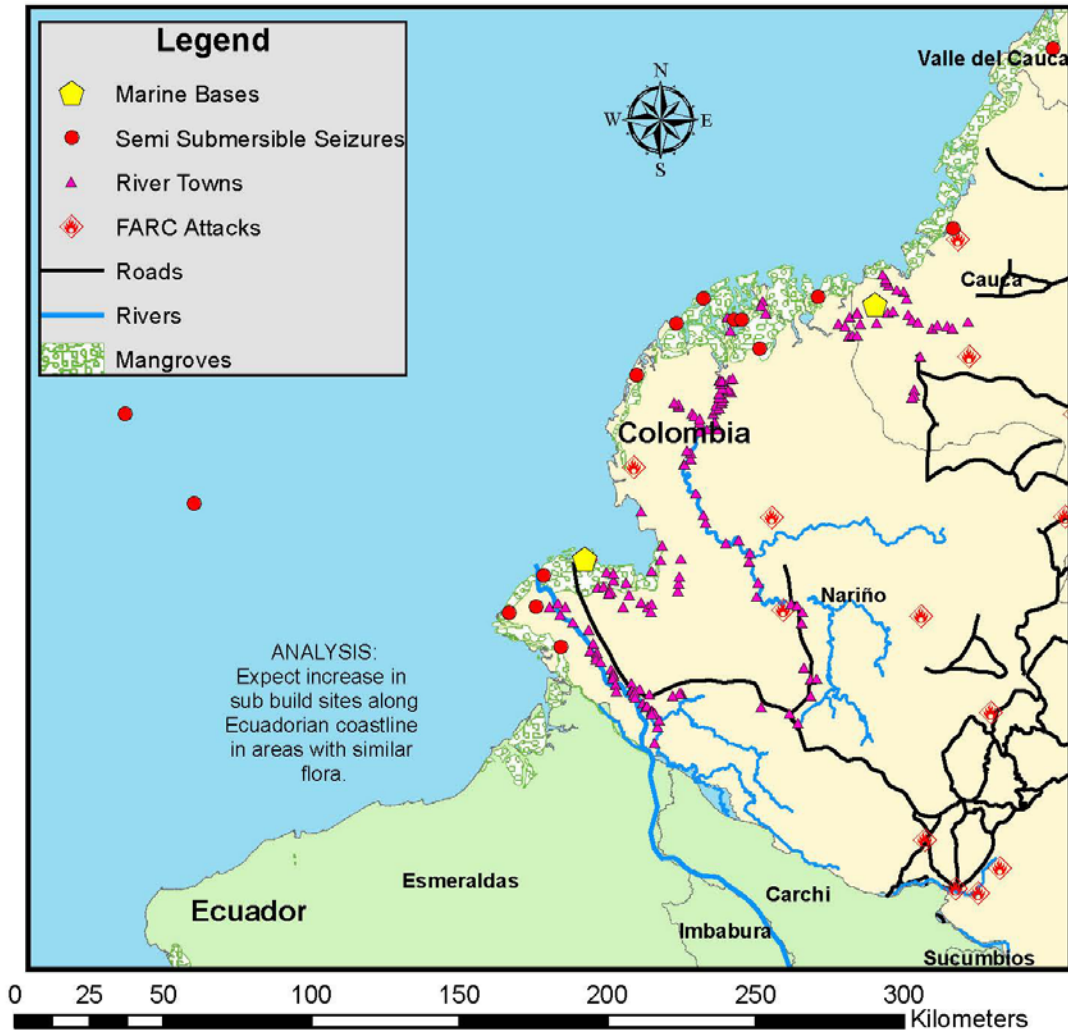 Legend
Marine Bases
Semi Submersible Seizures
River Towns
FARC Attacks
Roads
Rivers
Mangroves
N
W E
S
Valle del Cauca
Cauca
Colombia
Nariño
ANALYSIS:
Expect increase in
sub build sites along
Ecuadorian coastline
in areas with similar
flora.
Esmeraldas
Ecuador
Carchi
Imbabura
Sucumbios
0 25 50 100 150 200 250 300
Kilometers